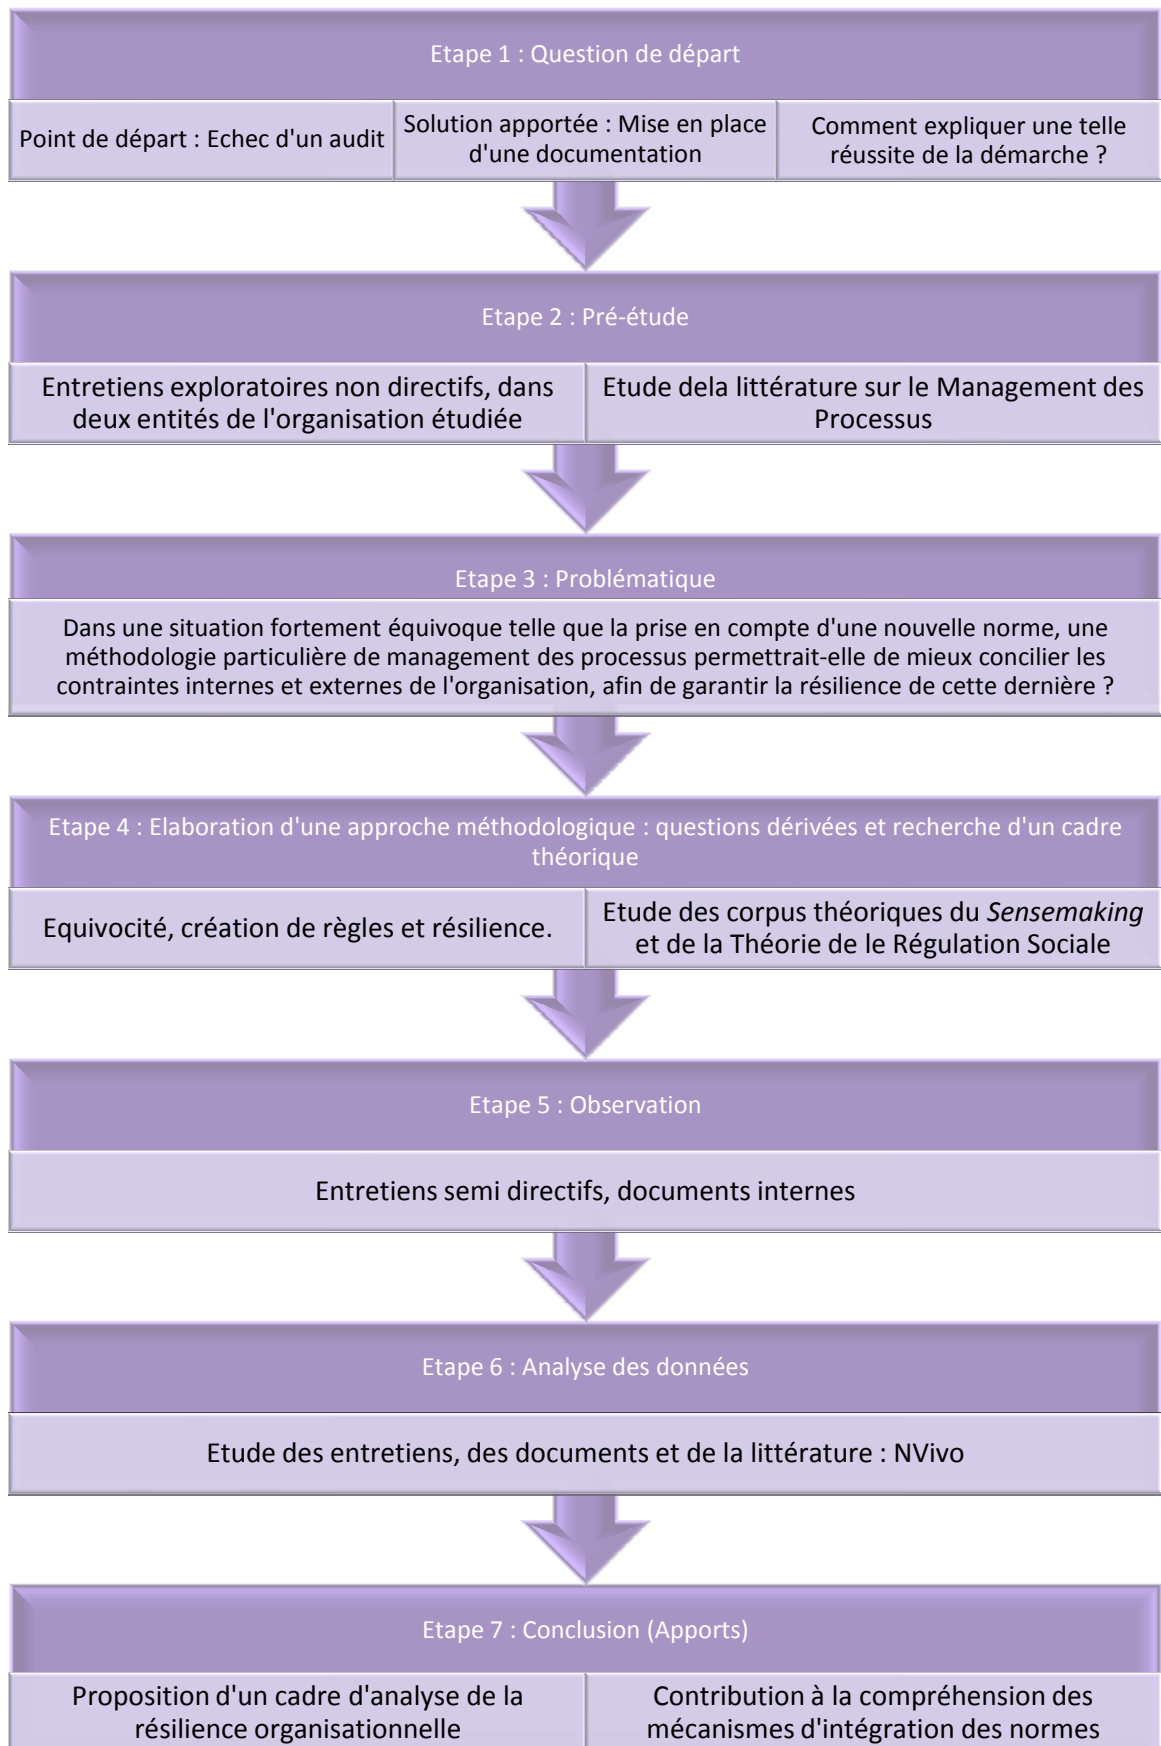 Etape 1 : Question de départ
Point de départ : Echec d'un audit
Solution apportée : Mise en place
d'une documentation
Comment expliquer une telle
réussite de la démarche ?
Etape 2 : Pré-étude
Entretiens exploratoires non directifs, dans
deux entités de l'organisation étudiée
Etude dela littérature sur le Management des
Processus
Etape 3 : Problématique
Dans une situation fortement équivoque telle que la prise en compte d'une nouvelle norme, une
méthodologie particulière de management des processus permettrait-elle de mieux concilier les
contraintes internes et externes de l'organisation, afin de garantir la résilience de cette dernière ?
Etape 4 : Elaboration d'une approche méthodologique : questions dérivées et recherche d'un cadre
théorique
Equivocité, création de règles et résilience.
Etude des corpus théoriques du Sensemaking
et de la Théorie de le Régulation Sociale
Etape 5 : Observation
Entretiens semi directifs, documents internes
Etape 6 : Analyse des données
Etude des entretiens, des documents et de la littérature : NVivo
Etape 7 : Conclusion (Apports)
Proposition d'un cadre d'analyse de la
résilience organisationnelle
Contribution à la compréhension des
mécanismes d'intégration des normes